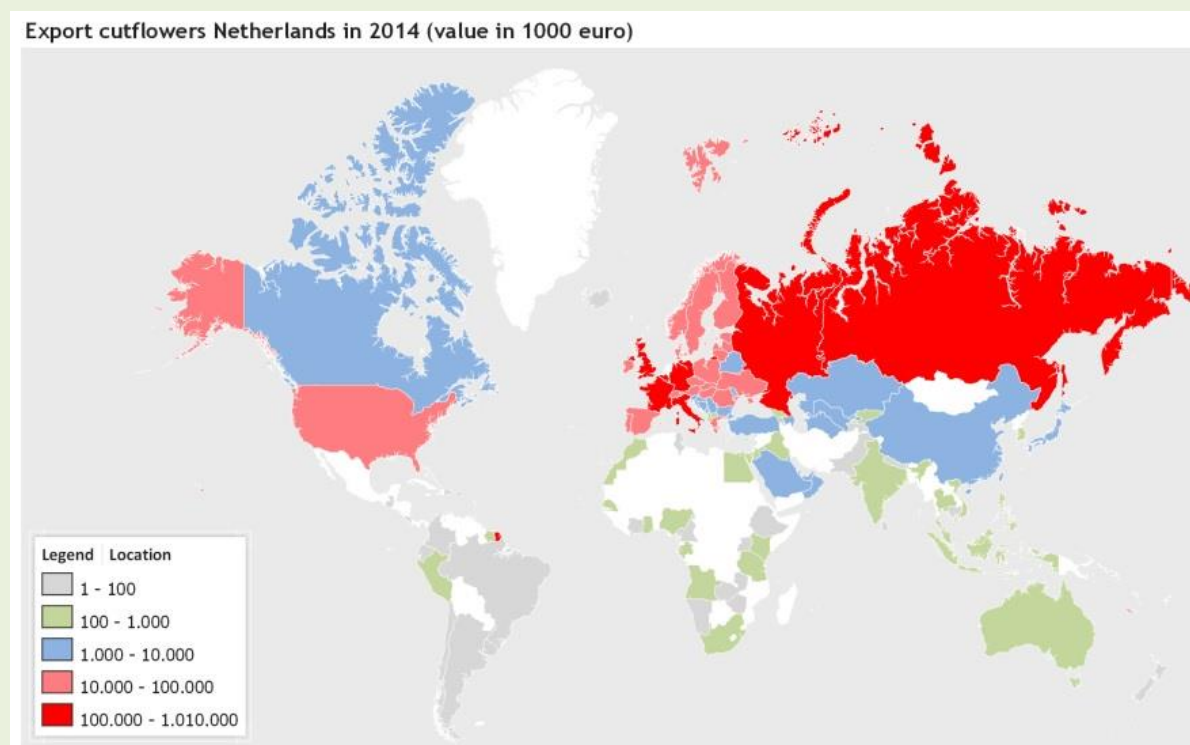 Export cutflowers Netherlands in 2014 (value in 1000 euro)
Legend Location
1 - 100
100 - 1.000
1.000 - 10.000
10.000 - 100.000
100.000 - 1.010.000